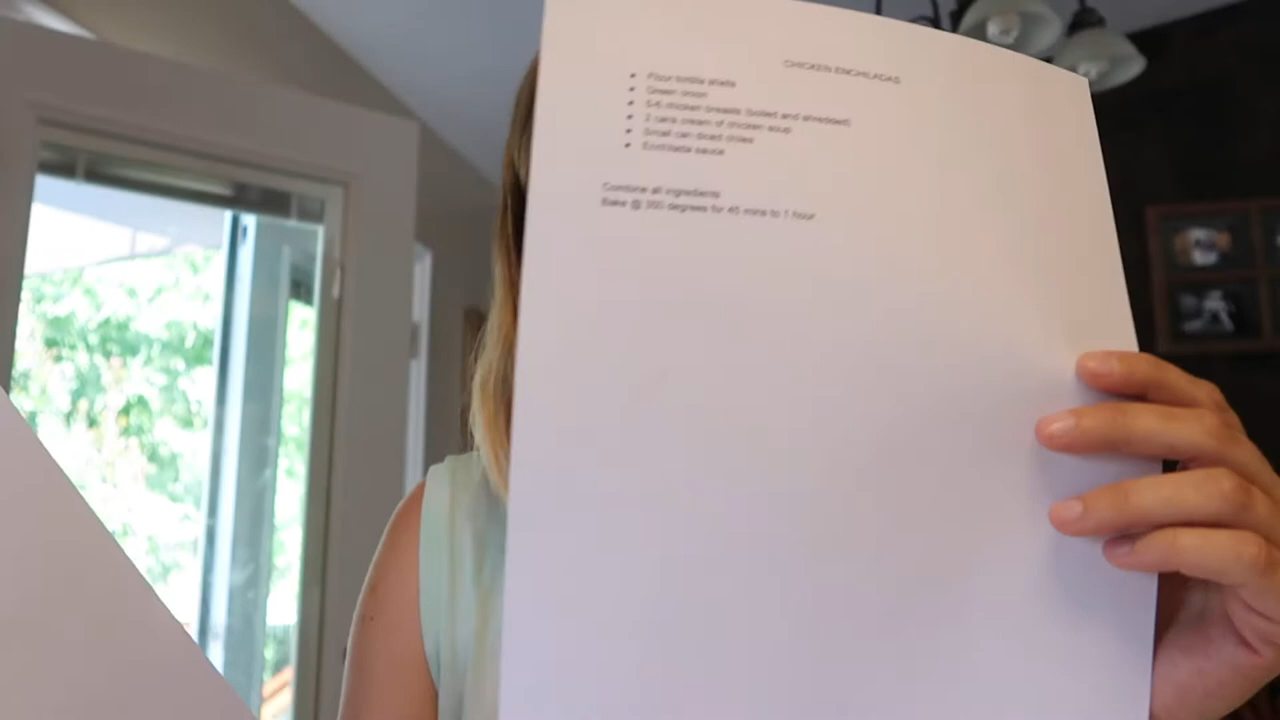 CHICKEN ENCHILADAS
Flour tortilla shells
Green onion
5-6 chicken breasts (boiled and shredded)
2 cans cream of chicken soup
Small can diced chiles
Enchilada sauce
Combine all ingredients
Bake @ degrees for 45 mins to 1 hour